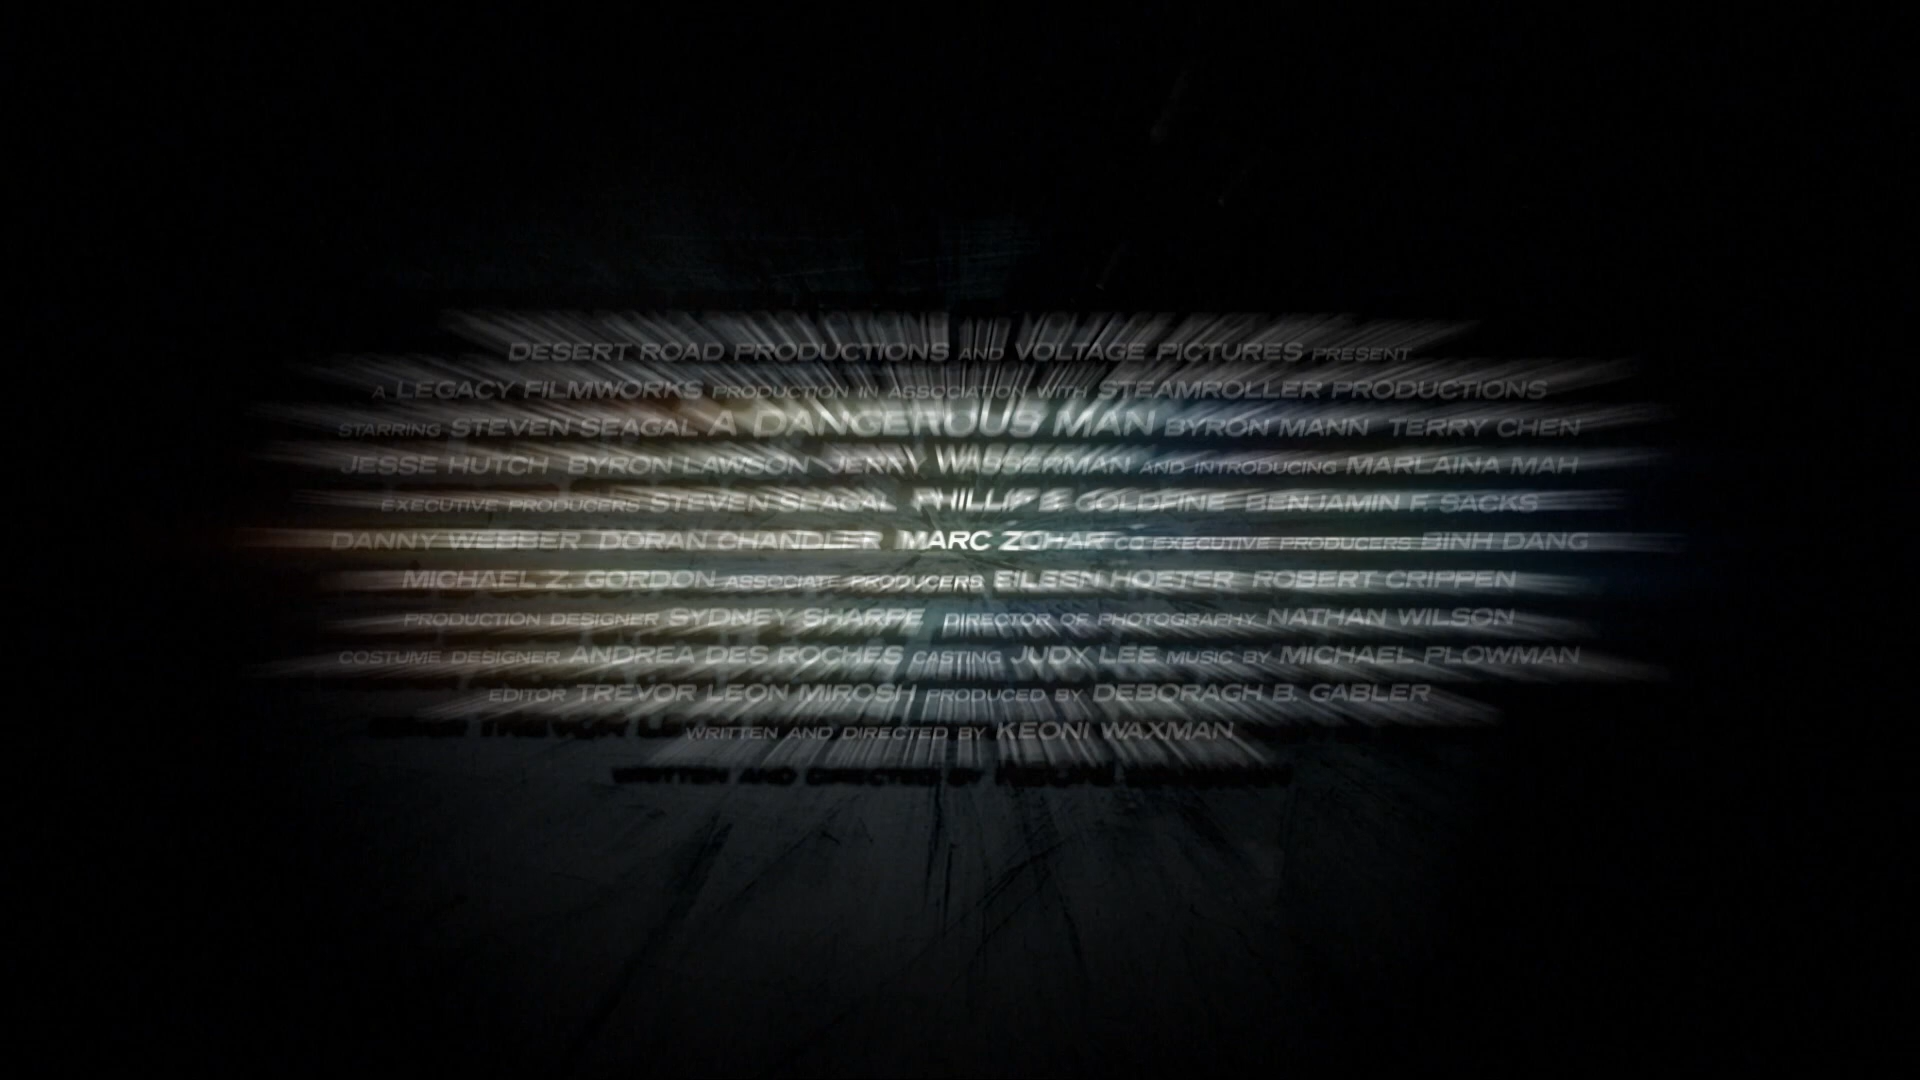 DESERT ROAD PRODUCTIONS AND VOLTAGE PICTURES PRESENT
A LEGACY FILMWORKS PRODUCTION IN ASSOCIATION WITH STEAMROLLER PRODUCTIONS
STARRING STEVEN SEAGAL A DANGEROUS MAN BYRON MANN TERRY CHEN
JESSE HUTCH BYRON LAWSON JERRY WASSERMAN AND INTRODUCING MARLAINA MAH
EXECUTIVE PRODUCERS STEVEN SEAGAL PHILLIP B. GOLDFINE BENJAMIN F. SACKS
DANNY WEBBER DORAN CHANDLER MARC ZOHAR CO EXECUTIVE PRODUCERS BINH DANG
MICHAEL Z. GORDON ASSOCIATE PRODUCERS EILEEN HOETER ROBERT CRIPPEN
PRODUCTION DESIGNER SYDNEY SHARPE DIRECTOR OF PHOTOGRAPHY NATHAN WILSON
COSTUME DESIGNER ANDREA DES ROCHES CASTING JUDY LEE MUSIC BY MICHAEL PLOWMAN
EDITOR TREVOR LEON MIROSH PRODUCED BY DEBORAGH B. GABLER
WRITTEN AND DIRECTED BY KEONI WAXMAN